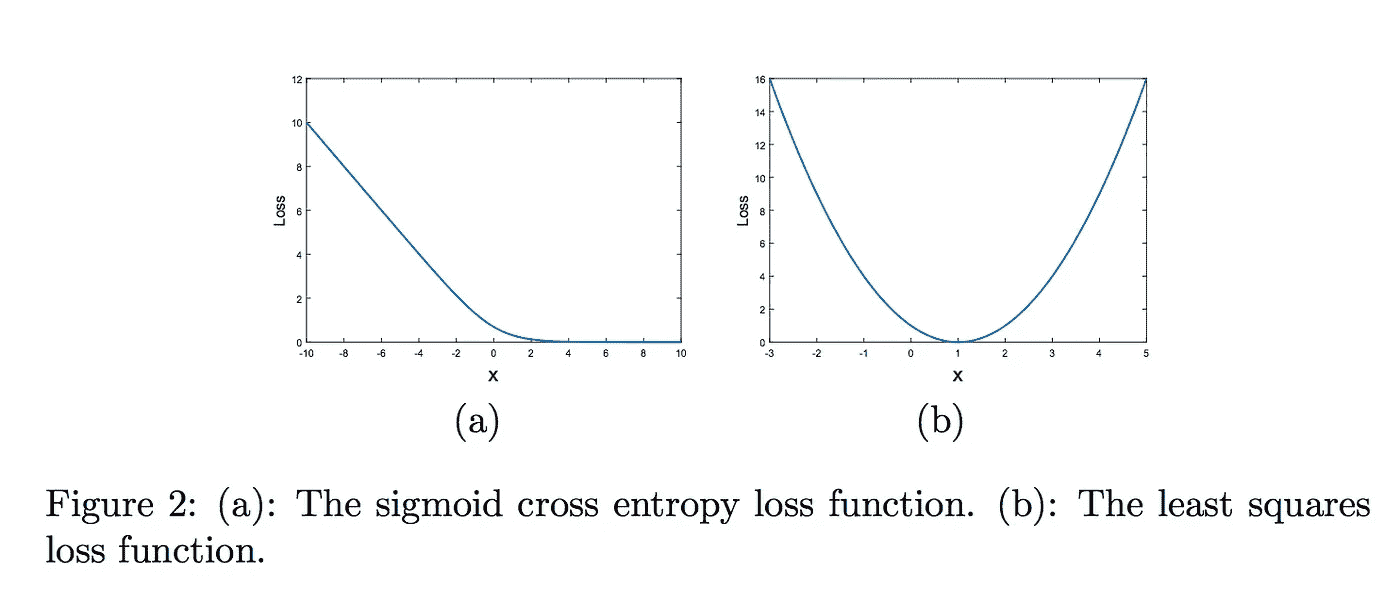 12
10
8
6
4
2
0
Loss
-10 -8 -6 -4 -2 0 2 4 6 8 10
X
(a)
16
14
12
10
8
6
4
2
0
Loss
-3 -2 -1 0 1 2 3 4 5
X
(b)
Figure 2: (a): The sigmoid cross entropy loss function. (b): The least squares
loss function.